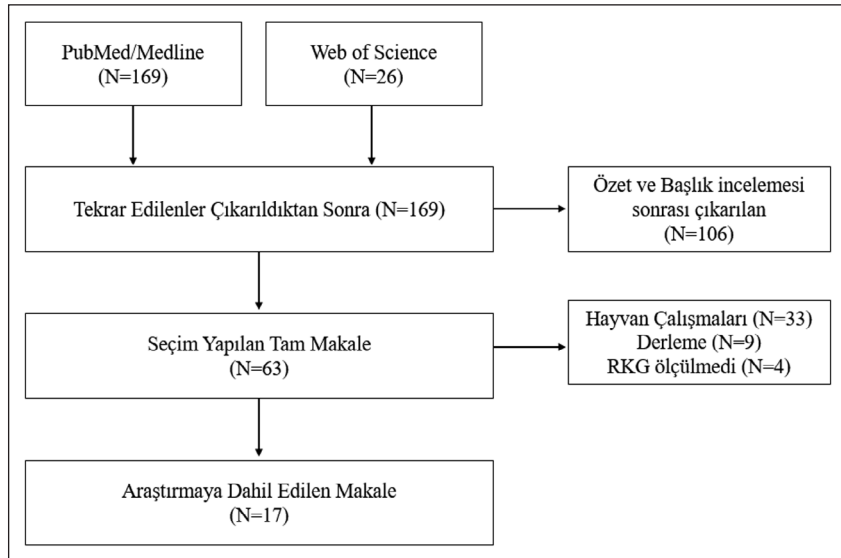 PubMed/Medline
(N=169)
Web of Science
(N=26)
Tekrar Edilenler Çıkarıldıktan Sonra (N=169)
Özet ve Başlık incelemesi
sonrası çıkarılan
(N=106)
Seçim Yapılan Tam Makale
(N=63)
Hayvan Çalışmaları (N=33)
Derleme (N=9)
RKG ölçülmedi (N=4)
Araştırmaya Dahil Edilen Makale
(N=17)